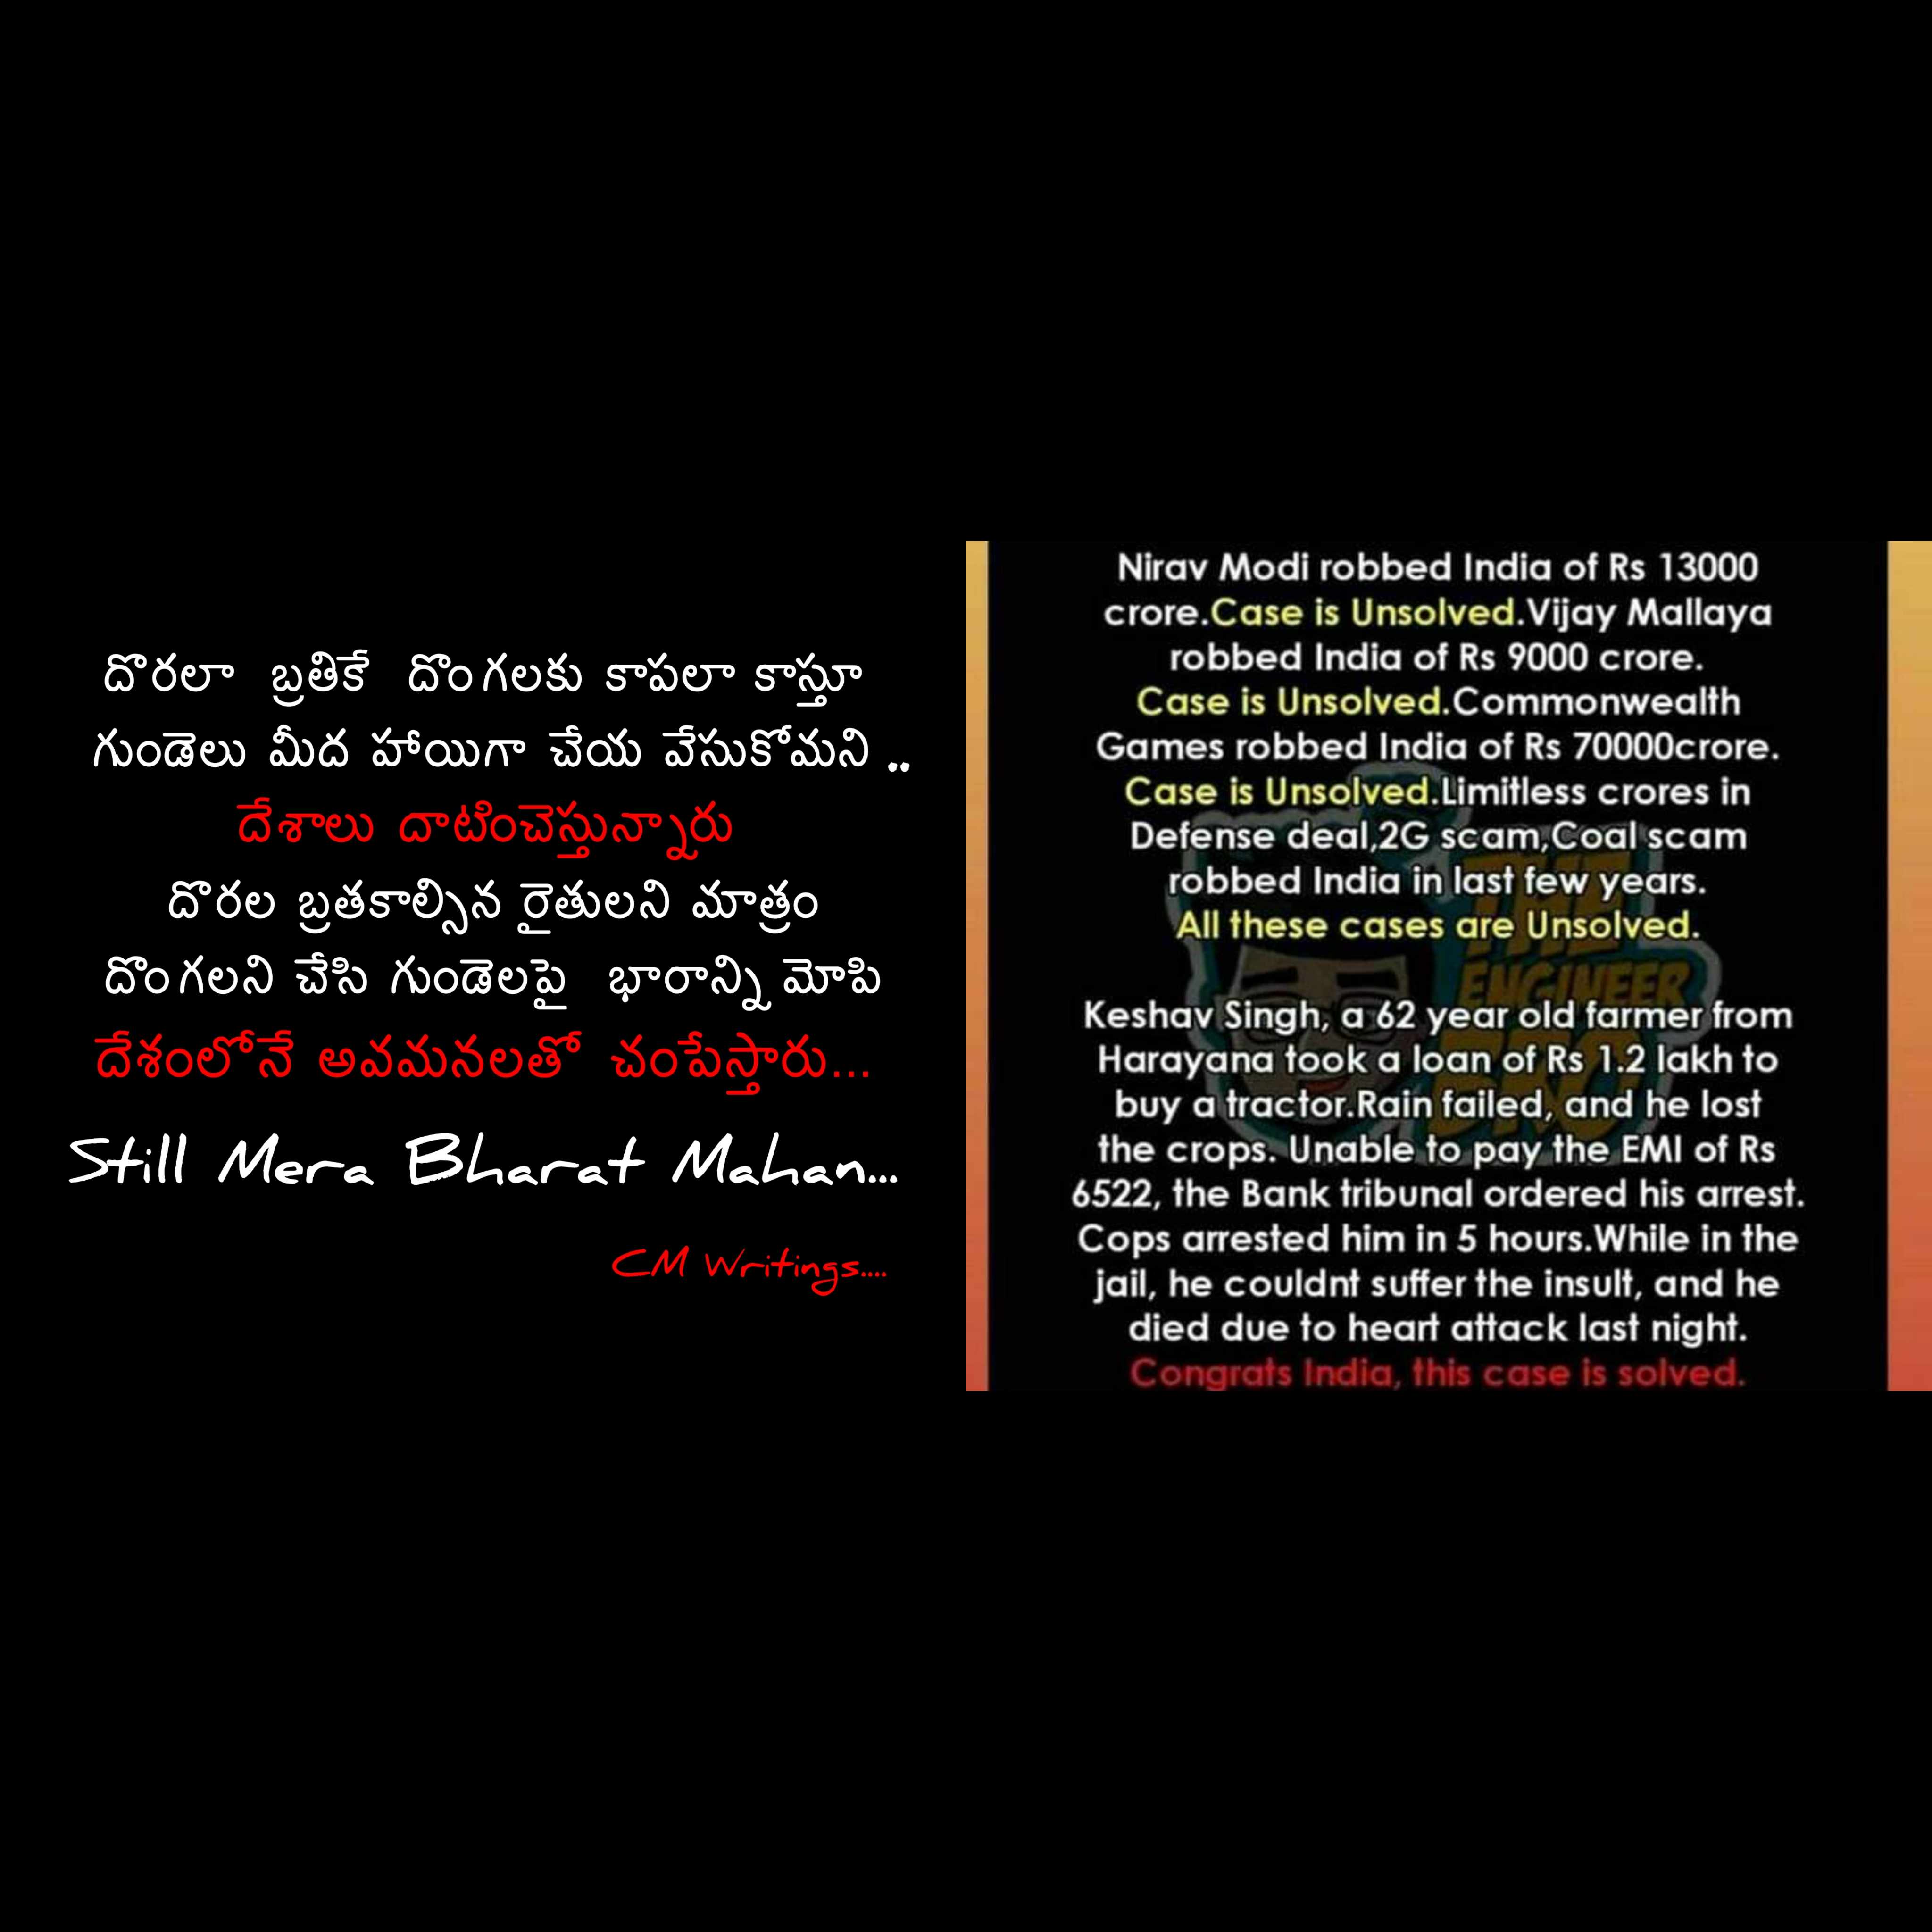 దొరలా బ్రతికే దొంగలకు కాపలా కాస్తూ
గుండెలు మీద హాయిగా చేయ వేసుకోమని ..
దేశాలు దాటించెస్తున్నారు
దొరల బ్రతకాల్సిన రైతులని మాత్రం
దొంగలని చేసి గుండెలపై భారాన్ని మోపి
దేశంలోనే అవమనలతో చంపేస్తారు...
Still Mera Bharat Mahan...
CM Writings....
Nirav Modi robbed India of Rs 13000
crore.Case is Unsolved.Vijay Mallaya
robbed India of Rs 9000 crore.
Case is Unsolved.Commonwealth
Games robbed India of Rs 70000crore.
Case is Unsolved.Limitless crores in
Defense deal,2G scam,Coal scam
robbed India in last few years.
All these cases are Unsolved.
Keshav Singh, a 62 year old farmer from
Harayana took a loan of Rs 1.2 lakh to
buy a tractor.Rain failed, and he lost
the crops. Unable to pay the EMI of Rs
6522, the Bank tribunal ordered his arrest.
Cops arrested him in 5 hours.While in the
jail, he couldnt suffer the insult, and he
died due to heart attack last night.
Congrats India, this case is solved.
THE
ENGINEER
BRO